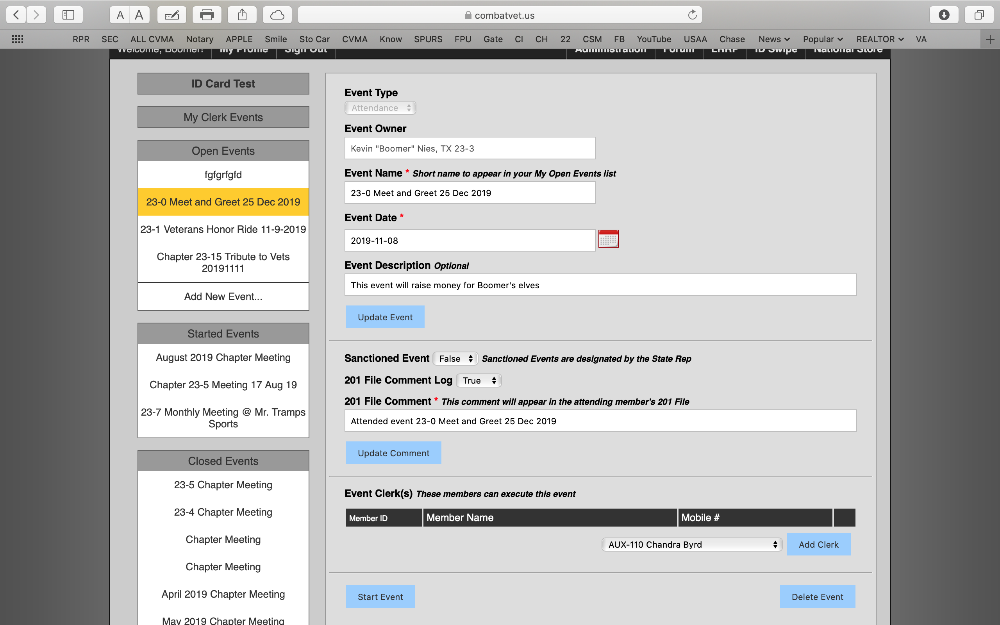 A A
combatvet.us
RPR SEC ALL CVMA Notary APPLE Smile Sto Car CVMA Know SPURS FPU Gate CI CH 22 CSM FB YouTube USAA Chase News Popular REALTOR VA
Welcome, Boomer! My Profile Sign Out Administration Forum LRRP ID Swipe National Store
ID Card Test
My Clerk Events
Open Events
fgfgrfgfd
23-0 Meet and Greet 25 Dec 2019
23-1 Veterans Honor Ride 11-9-2019
Chapter 23-15 Tribute to Vets
20191111
Add New Event...
Started Events
August 2019 Chapter Meeting
Chapter 23-5 Meeting 17 Aug 19
23-7 Monthly Meeting @ Mr. Tramps
Sports
Closed Events
23-5 Chapter Meeting
23-4 Chapter Meeting
Chapter Meeting
Chapter Meeting
April 2019 Chapter Meeting
May 2019 Chapter Meeting
Event Type
Attendance
Event Owner
Kevin "Boomer" Nies, TX 23-3
Event Name * Short name to appear in your My Open Events list
23-0 Meet and Greet 25 Dec 2019
Event Date *
2019-11-08
Event Description Optional
This event will raise money for Boomer's elves
Update Event
Sanctioned Event False Sanctioned Events are designated by the State Rep
201 File Comment Log True
201 File Comment * This comment will appear in the attending member's 201 File
Attended event 23-0 Meet and Greet 25 Dec 2019
Update Comment
Event Clerk(s) These members can execute this event
Member ID Member Name Mobile #
AUX-110 Chandra Byrd Add Clerk
Start Event Delete Event